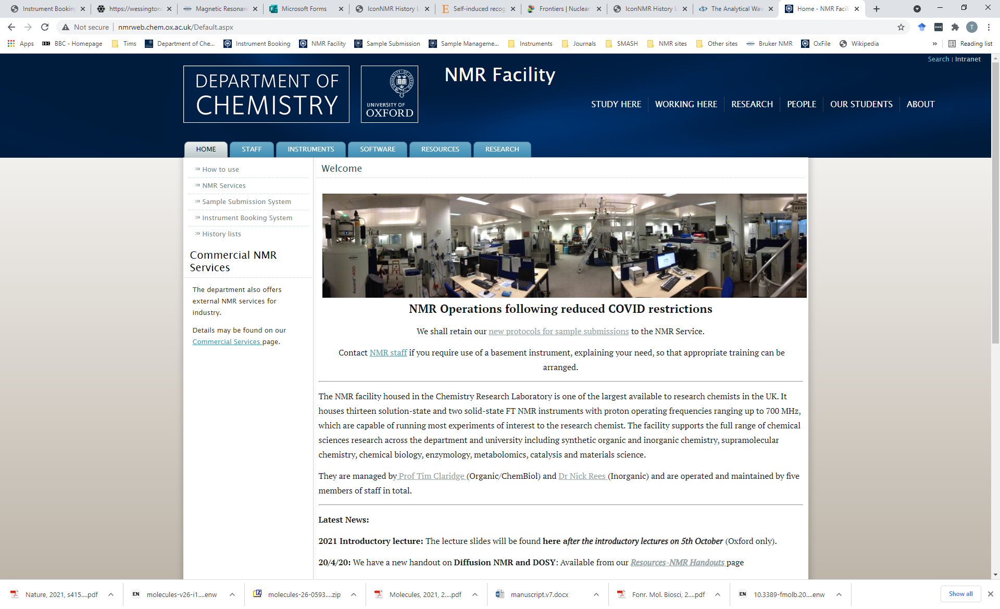 Instrument Booking
https://wessington
Magnetic Resonan
Microsoft Forms
IconNMR History L
Self-induced recog
Frontiers | Nuclear
IconNMR History L
The Analytical Wav
Home - NMR Facili
Not secure | nmrweb.chem.ox.ac.uk/Default.aspx
T
Apps
BBC - Homepage
Tims
Department of Che...
Instrument Booking
NMR Facility
Sample Submission
Sample Manageme...
Instruments
Journals
SMASH
NMR sites
Other sites
Bruker NMR
OxFile
Wikipedia
»
Reading list
Search | Intranet
DEPARTMENT OF
CHEMISTRY
UNIVERSITY OF
OXFORD
NMR Facility
STUDY HERE
WORKING HERE
RESEARCH
PEOPLE
OUR STUDENTS
ABOUT
HOME
STAFF
INSTRUMENTS
SOFTWARE
RESOURCES
RESEARCH
How to use
NMR Services
Sample Submission System
Instrument Booking System
History lists
Commercial NMR
Services
The department also offers
external NMR services for
industry.
Details may be found on our
Commercial Services page.
Welcome
Ascend 400
NMR Operations following reduced COVID restrictions
We shall retain our new protocols for sample submissions to the NMR Service.
Contact NMR staff if you require use of a basement instrument, explaining your need, so that appropriate training can be
arranged.
The NMR facility housed in the Chemistry Research Laboratory is one of the largest available to research chemists in the UK. It
houses thirteen solution-state and two solid-state FT NMR instruments with proton operating frequencies ranging up to 700 MHz,
which are capable of running most experiments of interest to the research chemist. The facility supports the full range of chemical
sciences research across the department and university including synthetic organic and inorganic chemistry, supramolecular
chemistry, chemical biology, enzymology, metabolomics, catalysis and materials science.
They are managed by Prof Tim Claridge (Organic/ChemBiol) and Dr Nick Rees (Inorganic) and are operated and maintained by five
members of staff in total.
Latest News:
2021 Introductory lecture: The lecture slides will be found here after the introductory lectures on 5th October (Oxford only).
20/4/20: We have a new handout on Diffusion NMR and DOSY: Available from our Resources-NMR Handouts page
Nature, 2021, s415....pdf
EN
molecules-v26-i1....enw
molecules-26-0593....zip
Molecules, 2021, 2....pdf
manuscript.v7.docx
Fonr. Mol. Biosci, 2....pdf
EN
10.3389-fmolb.20....enw
Show all